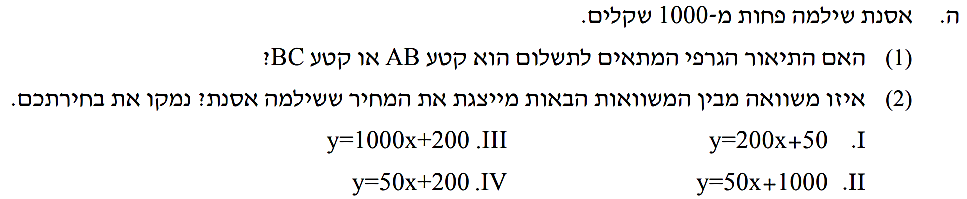 ה. אסנת שילמה פחות מ-1000 שקלים.
(1) האם התיאור הגרפי המתאים לתשלום הוא קטע AB או קטע BC?
(2) איזו משוואה מבין המשוואות הבאות מייצגת את המחיר ששילמה אסנת? נמקו את בחירתכם.
I. y=200x+50 III. y=1000x+200
II. y=50x+1000 IV. y=50x+200